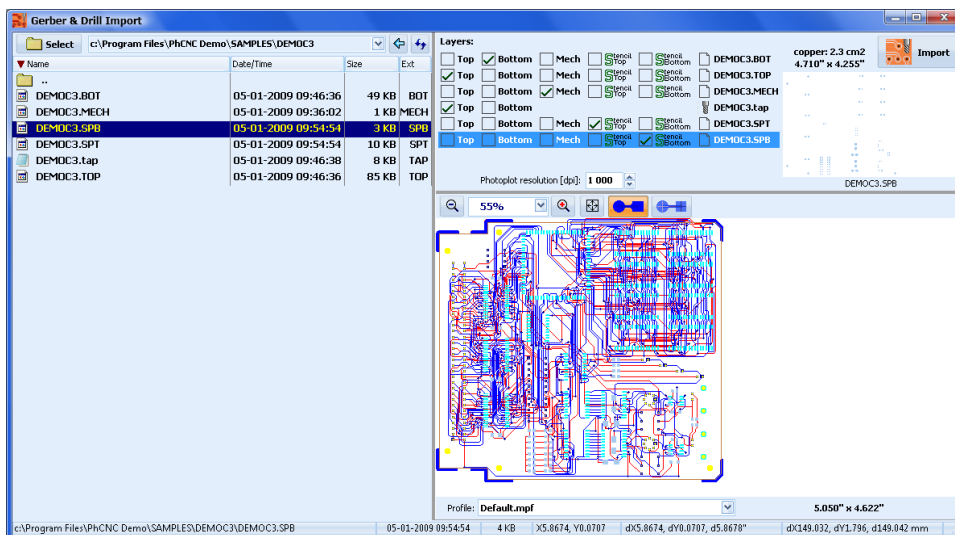 Gerber & Drill Import
Select c:\Program Files\PhCNC Demo\SAMPLES\DEMOC3
Name Date/Time Size Ext
..
DEMOC3.BOT 05-01-2009 09:46:36 49 KB BOT
DEMOC3.MECH 05-01-2009 09:36:02 1 KB MECH
DEMOC3.SPB 05-01-2009 09:54:54 3 KB SPB
DEMOC3.SPT 05-01-2009 09:54:54 10 KB SPT
DEMOC3.tap 05-01-2009 09:46:38 8 KB TAP
DEMOC3.TOP 05-01-2009 09:46:36 85 KB TOP
Layers:
Top Bottom Mech Stencil Top Stencil Bottom DEMOC3.BOT
Top Bottom Mech Stencil Top Stencil Bottom DEMOC3.TOP
Top Bottom Mech Stencil Top Stencil Bottom DEMOC3.MECH
Top Bottom DEMOC3.tap
Top Bottom Mech Stencil Top Stencil Bottom DEMOC3.SPT
Top Bottom Mech Stencil Top Stencil Bottom DEMOC3.SPB
Photoplot resolution [dpi]: 1 000
copper: 2.3 cm2
4.710" x 4.255"
Import
DEMOC3.SPB
55%
Profile: Default.mpf 5.050" x 4.622"
c:\Program Files\PhCNC Demo\SAMPLES\DEMOC3\DEMOC3.SPB 05-01-2009 09:54:54 4 KB X5.8674, Y0.0707 dX5.8674, dY0.0707, d5.8678" dX149.032, dY1.796, d149.042 mm